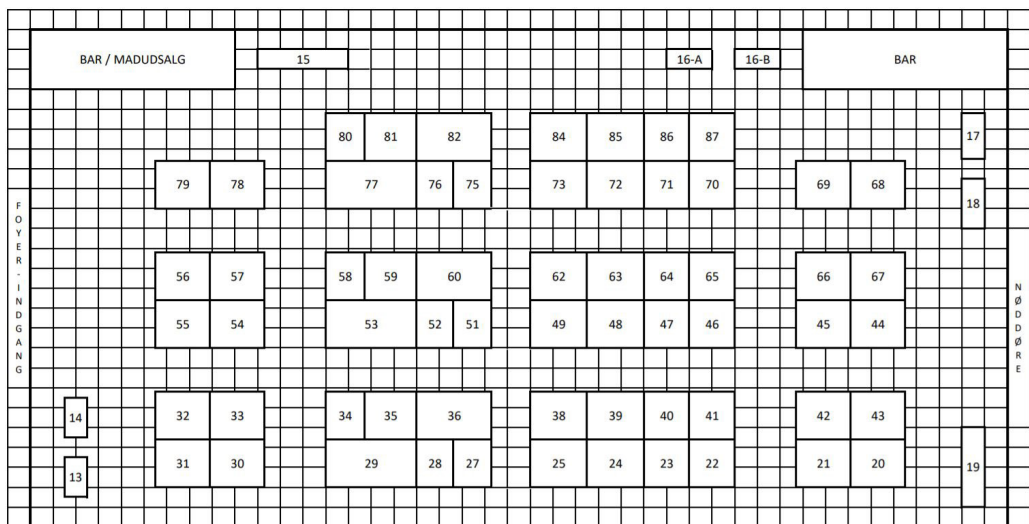 BAR / MADUDSALG 15 16-A 16-B BAR
80 81 82 84 85 86 87 17
79 78 77 76 75 73 72 71 70 69 68 18
FOYER-INDGANG
56 57 58 59 60 62 63 64 65 66 67
55 54 53 52 51 49 48 47 46 45 44
NØDDØRE
14 32 33 34 35 36 38 39 40 41 42 43
13 31 30 29 28 27 25 24 23 22 21 20 19